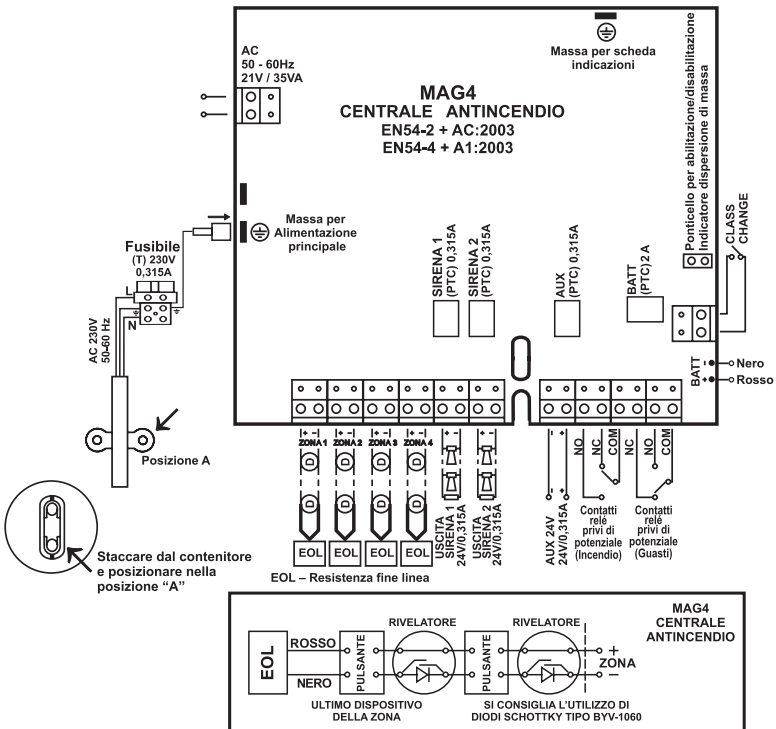 AC
50 - 60Hz
21V / 35VA
Massa per scheda
indicazioni
MAG4
CENTRALE ANTINCENDIO
EN54-2 + AC:2003
EN54-4 + A1:2003
Ponticello per abilitazione/disabilitazione
Indicatore dispersione di massa
CLASS
CHANGE
Massa per
Alimentazione
principale
Fusibile
(T) 230V
0,315A
L
N
AC 230V
50-60 Hz
SIRENA 1
(PTC) 0,315A
SIRENA 2
(PTC) 0,315A
AUX
(PTC) 0,315A
BATT
(PTC) 2 A
BATT
- Nero
+ Rosso
Posizione A
+ -
ZONA 1
+ -
ZONA 2
+ -
ZONA 3
+ -
ZONA 4
+ -
+ -
- +
D D D D
D D D D
EOL EOL EOL EOL
USCITA
SIRENA 1
24V/0,315A
USCITA
SIRENA 2
24V/0,315A
AUX 24V
24V/0,315A
- +
NO NC COM NC NO COM
Contatti
relé
privi di
potenziale
(Incendio)
Contatti
relé
privi di
potenziale
(Guasti)
EOL – Resistenza fine linea
Staccare dal contenitore
e posizionare nella
posizione “A”
MAG4
CENTRALE
ANTINCENDIO
EOL
ROSSO
NERO
PULSANTE
RIVELATORE
PULSANTE
RIVELATORE
+
ZONA
-
ULTIMO DISPOSITIVO
DELLA ZONA
SI CONSIGLIA L'UTILIZZO DI
DIODI SCHOTTKY TIPO BYV-1060